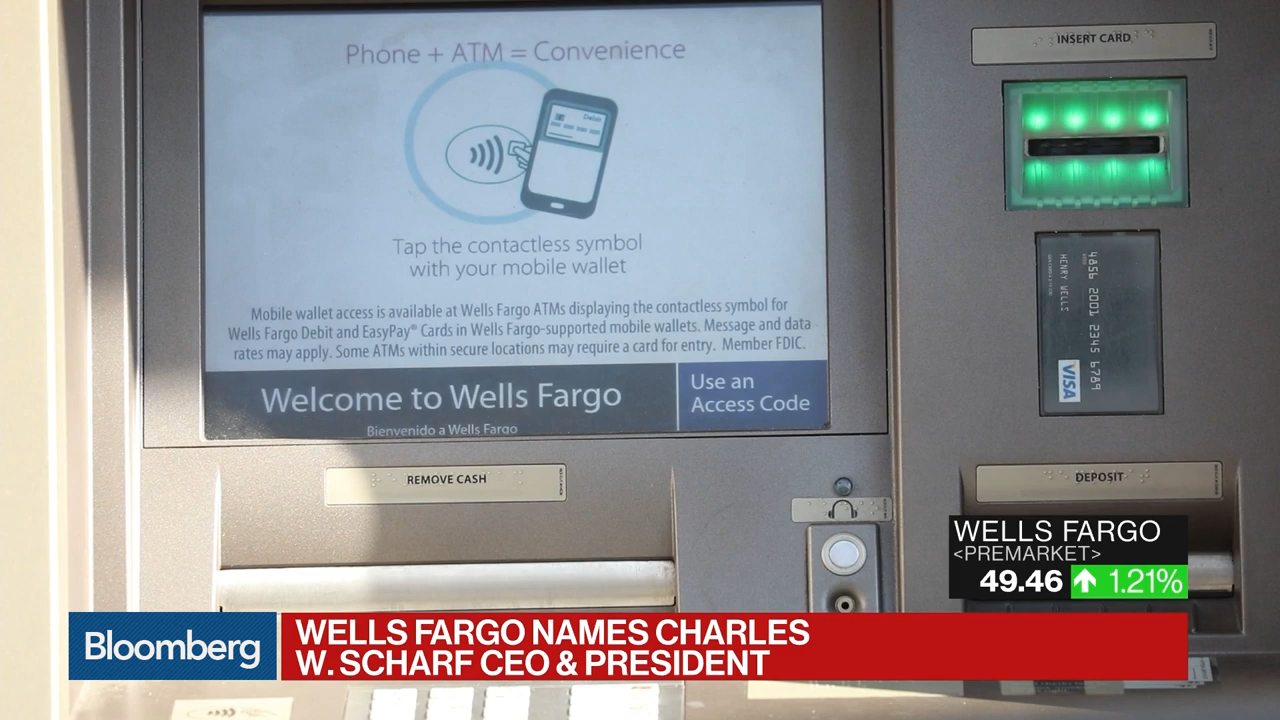 Phone + ATM = Convenience
Debit
Tap the contactless symbol
with your mobile wallet
Mobile wallet access is available at Wells Fargo ATMs displaying the contactless symbol for
Wells Fargo Debit and EasyPay® Cards in Wells Fargo-supported mobile wallets. Message and data
rates may apply. Some ATMs within secure locations may require a card for entry. Member FDIC.
Welcome to Wells Fargo
Bienvenido a Wells Fargo
Use an
Access Code
INSERT CARD
4856 2001 2345 6789
HENRY WELLS
VISA
REMOVE CASH
DEPOSIT
WELLS FARGO
<PREMARKET>
49.46 1.21%
Bloomberg
WELLS FARGO NAMES CHARLES
W. SCHARF CEO & PRESIDENT